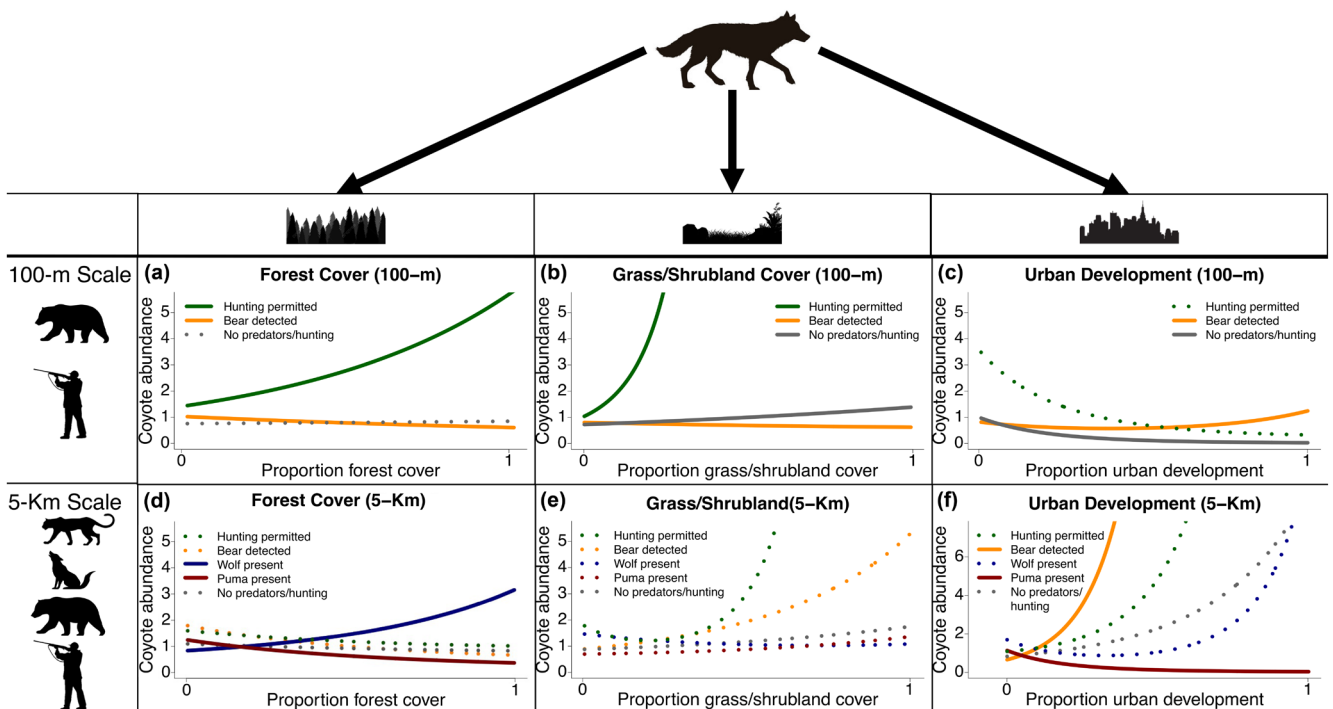 100-m Scale
(a)
Forest Cover (100−m)
Coyote abundance
5
4
3
2
1
0
Hunting permitted
Bear detected
No predators/hunting
0
1
Proportion forest cover
(b)
Grass/Shrubland Cover (100−m)
Coyote abundance
5
4
3
2
1
0
Hunting permitted
Bear detected
No predators/hunting
0
1
Proportion grass/shrubland cover
(c)
Urban Development (100−m)
Coyote abundance
5
4
3
2
1
0
Hunting permitted
Bear detected
No predators/hunting
0
1
Proportion urban development
5-Km Scale
(d)
Forest Cover (5−Km)
Coyote abundance
5
4
3
2
1
0
Hunting permitted
Bear detected
Wolf present
Puma present
No predators/hunting
0
1
Proportion forest cover
(e)
Grass/Shrubland(5−Km)
Coyote abundance
5
4
3
2
1
0
Hunting permitted
Bear detected
Wolf present
Puma present
No predators/hunting
0
1
Proportion grass/shrubland cover
(f)
Urban Development (5−Km)
Coyote abundance
6
4
2
0
Hunting permitted
Bear detected
Wolf present
Puma present
No predators/
hunting
0
1
Proportion urban development